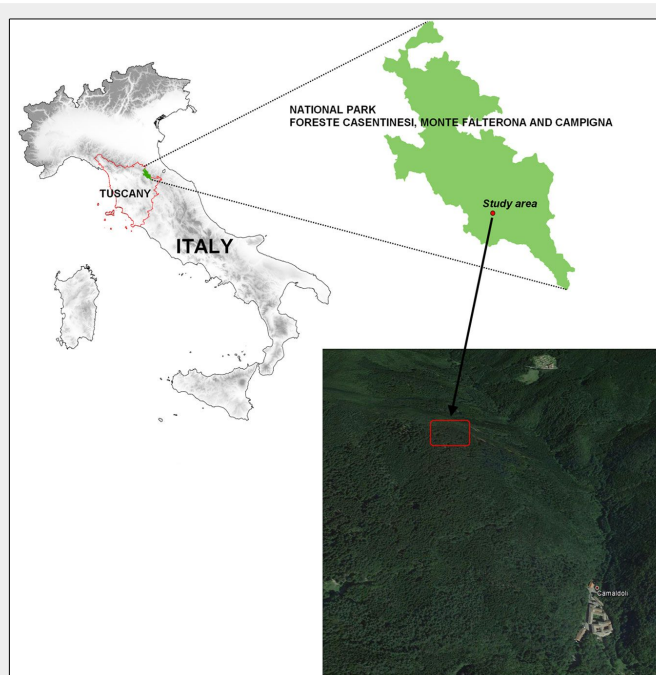 NATIONAL PARK
FORESTE CASENTINESI, MONTE FALTERONA AND CAMPIGNA
TUSCANY
Study area
ITALY
Camaldoli